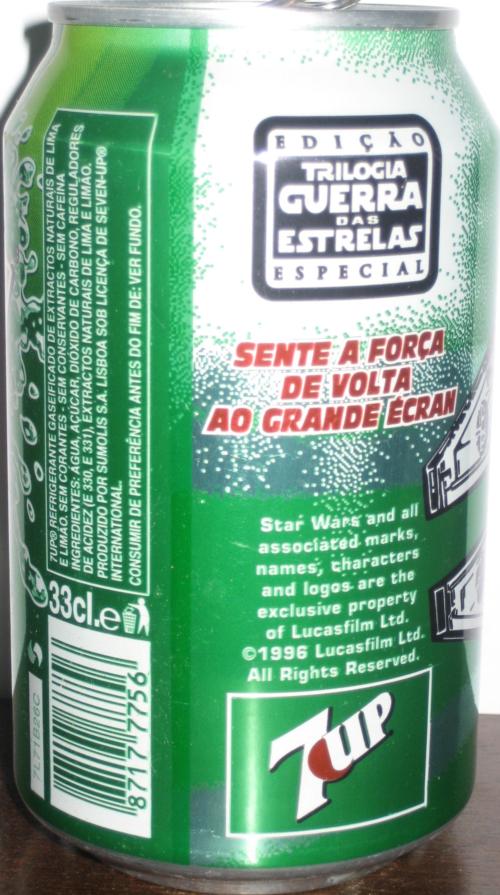 7UP® REFRIGERANTE GASEIFICADO DE EXTRACTOS NATURAIS DE LIMA
E LIMÃO, SEM CORANTES - SEM CONSERVANTES - SEM CAFEÍNA
INGREDIENTES: ÁGUA, AÇÚCAR, DIÓXIDO DE CARBONO, REGULADORES
DE ACIDEZ (E 330, E 331), EXTRACTOS NATURAIS DE LIMA E LIMÃO.
PRODUZIDO POR SUMOLIS S.A. LISBOA SOB LICENÇA DE SEVEN-UP®
INTERNATIONAL.
CONSUMIR DE PREFERÊNCIA ANTES DO FIM DE: VER FUNDO.
33cl.e
8717 7756
7L71B26C
EDIÇÃO
TRILOGIA
GUERRA
DAS
ESTRELAS
ESPECIAL
SENTE A FORÇA
DE VOLTA
AO GRANDE ÉCRAN
Star Wars and all
associated marks,
names, characters
and logos are the
exclusive property
of Lucasfilm Ltd.
©1996 Lucasfilm Ltd.
All Rights Reserved.
7UP